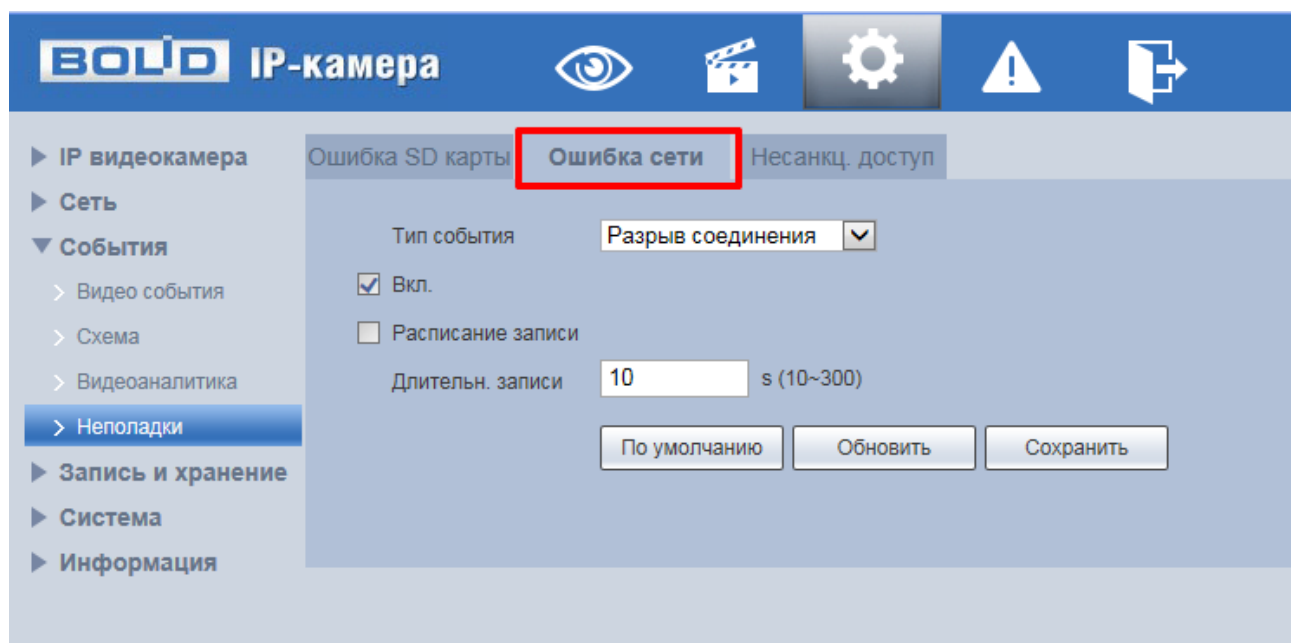 BOLID IP-камера
IP видеокамера
Сеть
События
Видео события
Схема
Видеоаналитика
Неполадки
Запись и хранение
Система
Информация
Ошибка SD карты Ошибка сети Несанкц. доступ
Тип события Разрыв соединения
Вкл.
Расписание записи
Длительн. записи 10 s (10~300)
По умолчанию Обновить Сохранить